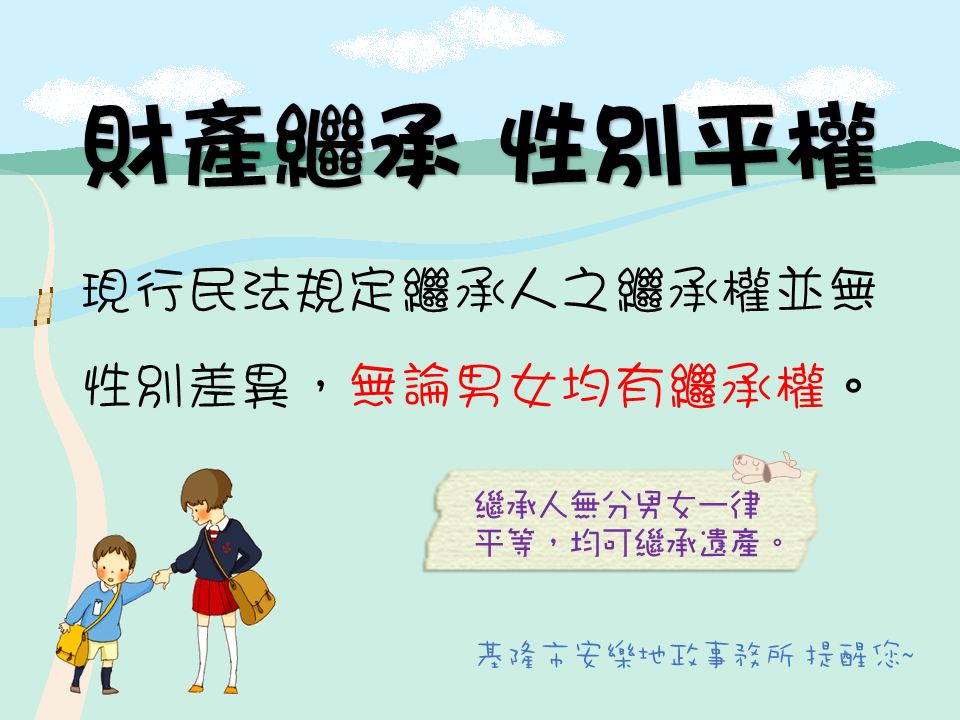 財產繼承 性別平權
現行民法規定繼承人之繼承權並無
性別差異，無論男女均有繼承權。
繼承人無分男女一律
平等，均可繼承遺產。
基隆市安樂地政事務所 提醒您~